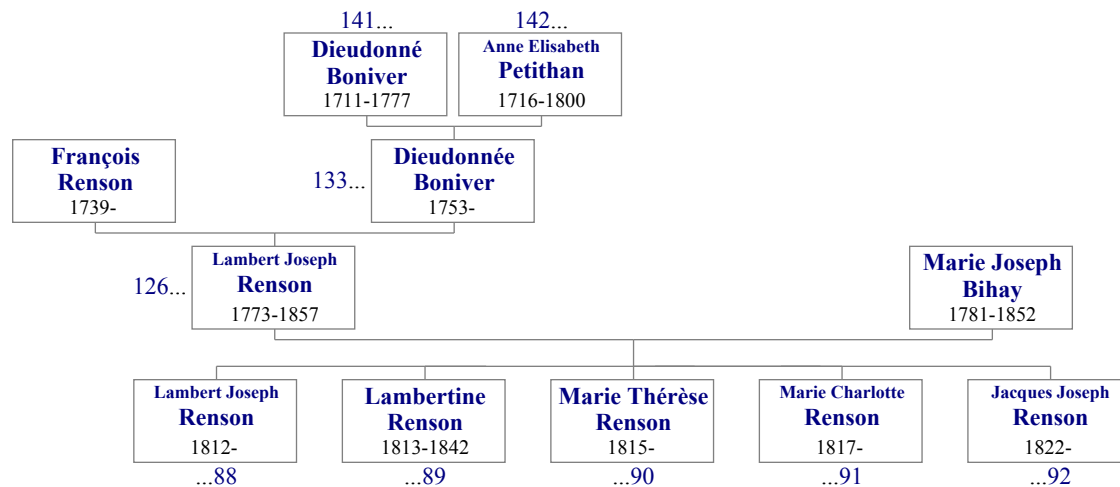 141...
142...
Dieudonné
Boniver
1711-1777
Anne Elisabeth
Petithan
1716-1800
François
Renson
1739-
133...
Dieudonnée
Boniver
1753-
126...
Lambert Joseph
Renson
1773-1857
Marie Joseph
Bihay
1781-1852
Lambert Joseph
Renson
1812-
...88
Lambertine
Renson
1813-1842
...89
Marie Thérèse
Renson
1815-
...90
Marie Charlotte
Renson
1817-
...91
Jacques Joseph
Renson
1822-
...92